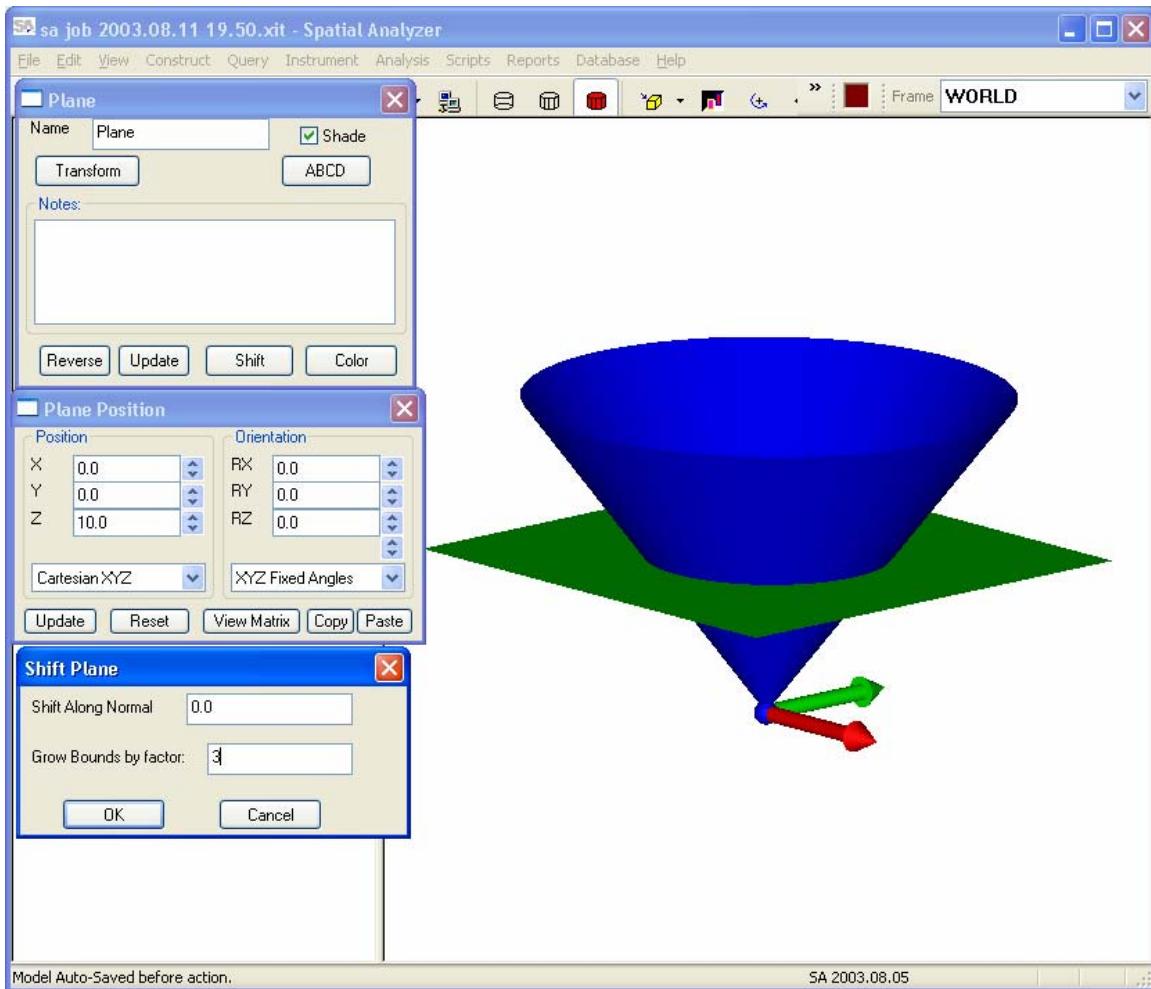 SA sa job 2003.08.11 19.50.xit - Spatial Analyzer
File Edit View Construct Query Instrument Analysis Scripts Reports Database Help
» Frame WORLD
Plane
Name Plane Shade
Transform ABCD
Notes:
Reverse Update Shift Color
Plane Position
Position Orientation
X 0.0 RX 0.0
Y 0.0 RY 0.0
Z 10.0 RZ 0.0
Cartesian XYZ XYZ Fixed Angles
Update Reset View Matrix Copy Paste
Shift Plane
Shift Along Normal 0.0
Grow Bounds by factor: 3
OK Cancel
Model Auto-Saved before action. SA 2003.08.05